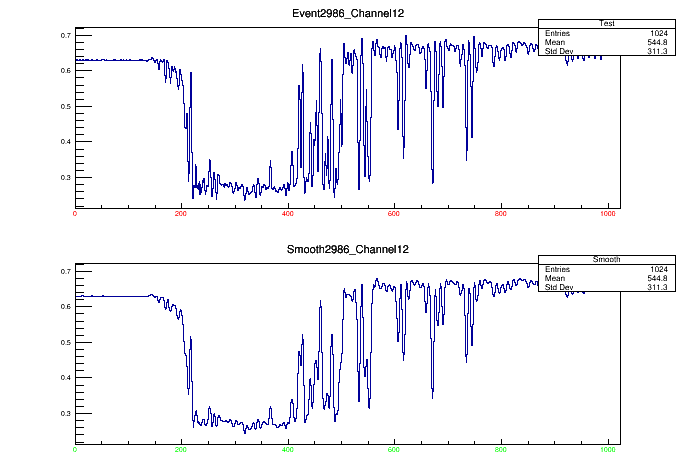 Event2986_Channel12
Test
Entries 1024
Mean 544.8
Std Dev 311.3
0.7
0.6
0.5
0.4
0.3
0 200 400 600 800 1000
Smooth2986_Channel12
Smooth
Entries 1024
Mean 544.8
Std Dev 311.3
0.7
0.6
0.5
0.4
0.3
0 200 400 600 800 1000